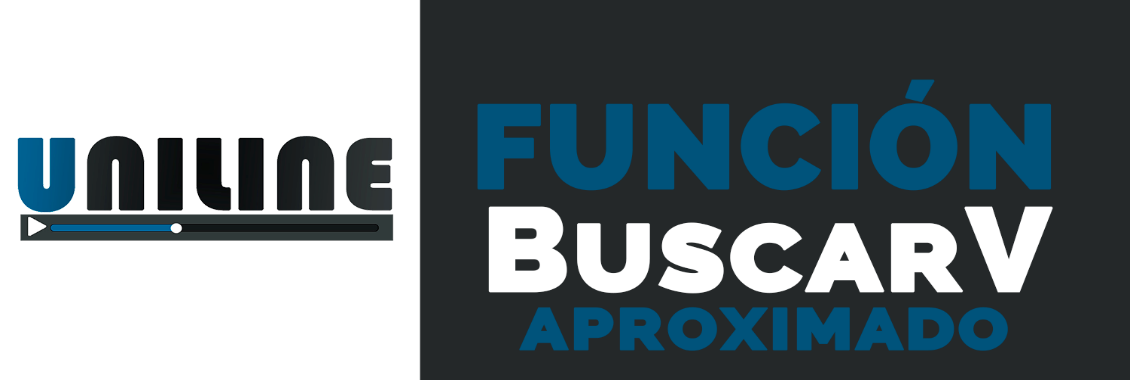 UNILINE
FUNCIÓN
BUSCARV
APROXIMADO